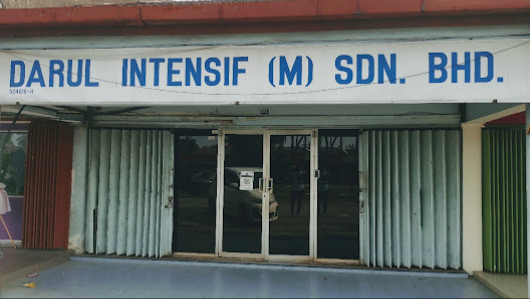 DARUL INTENSIF (M) SDN. BHD.